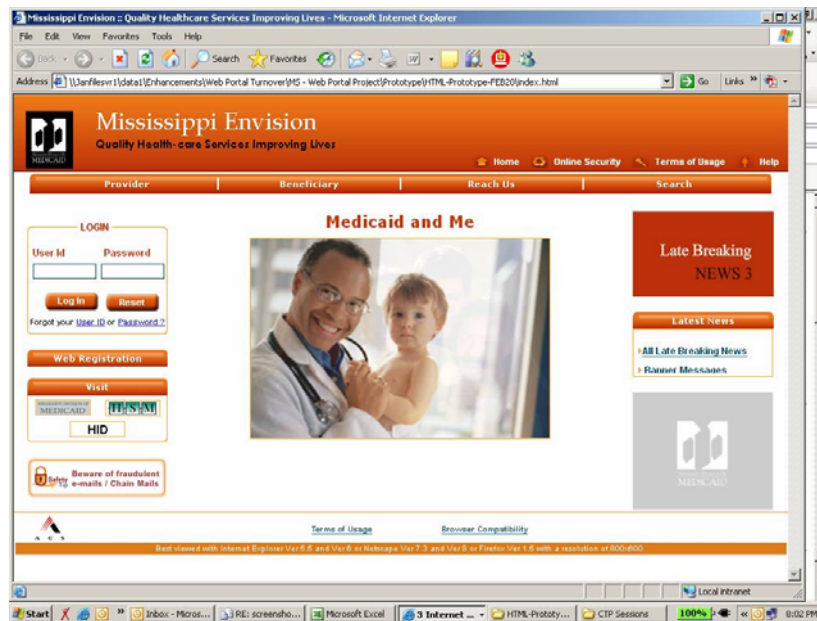 Mississippi Envision :: Quality Healthcare Services Improving Lives - Microsoft Internet Explorer
File Edit View Favorites Tools Help
Back Search Favorites
Address \\Janfilesvr1\data1\Enhancements\Web Portal Turnover\MS - Web Portal Project\Prototype\HTML-Prototype-FEB20\index.html Go Links »
Mississippi Envision
Quality Health-care Services Improving Lives
MEDICAID
Home Online Security Terms of Usage Help
Provider Beneficiary Reach Us Search
LOGIN
User Id Password
Log In Reset
Forgot your User ID or Password ?
Web Registration
Visit
MEDICAID HSM
HID
Safety Beware of fraudulent
e-mails / Chain Mails
Medicaid and Me
Late Breaking
NEWS 3
Latest News
All Late Breaking News
Banner Messages
MEDICAID
A C S
Terms of Usage Browser Compatibility
Best viewed with Internet Explorer Ver 5.5 and Ver 6 or Netscape Ver 7.3 and Ver 8 or Firefox Ver 1.5 with a resolution of 800x600.
Local intranet
Start » Inbox - Micros... RE: screensho... Microsoft Excel 3 Internet ... HTML-Prototy... CTP Sessions 100% « 8:02 PM